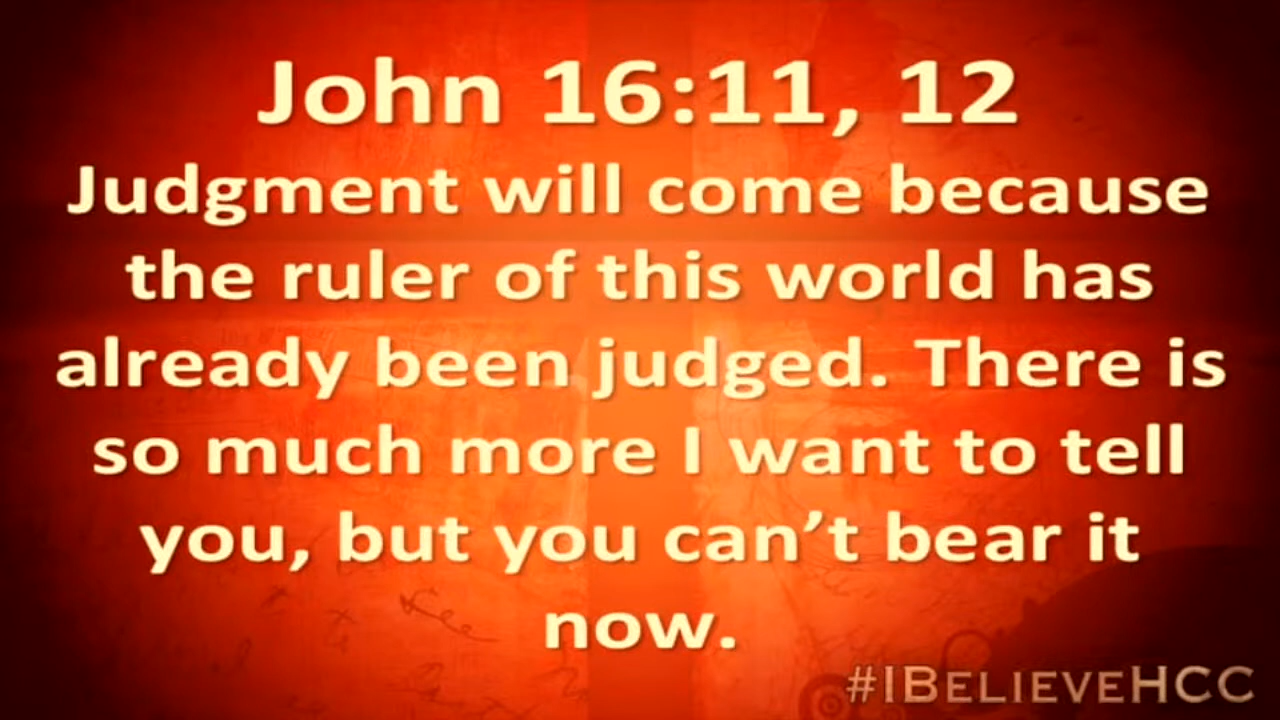 John 16:11, 12
Judgment will come because
the ruler of this world has
already been judged. There is
so much more I want to tell
you, but you can’t bear it
now.
#IBelieveHCC